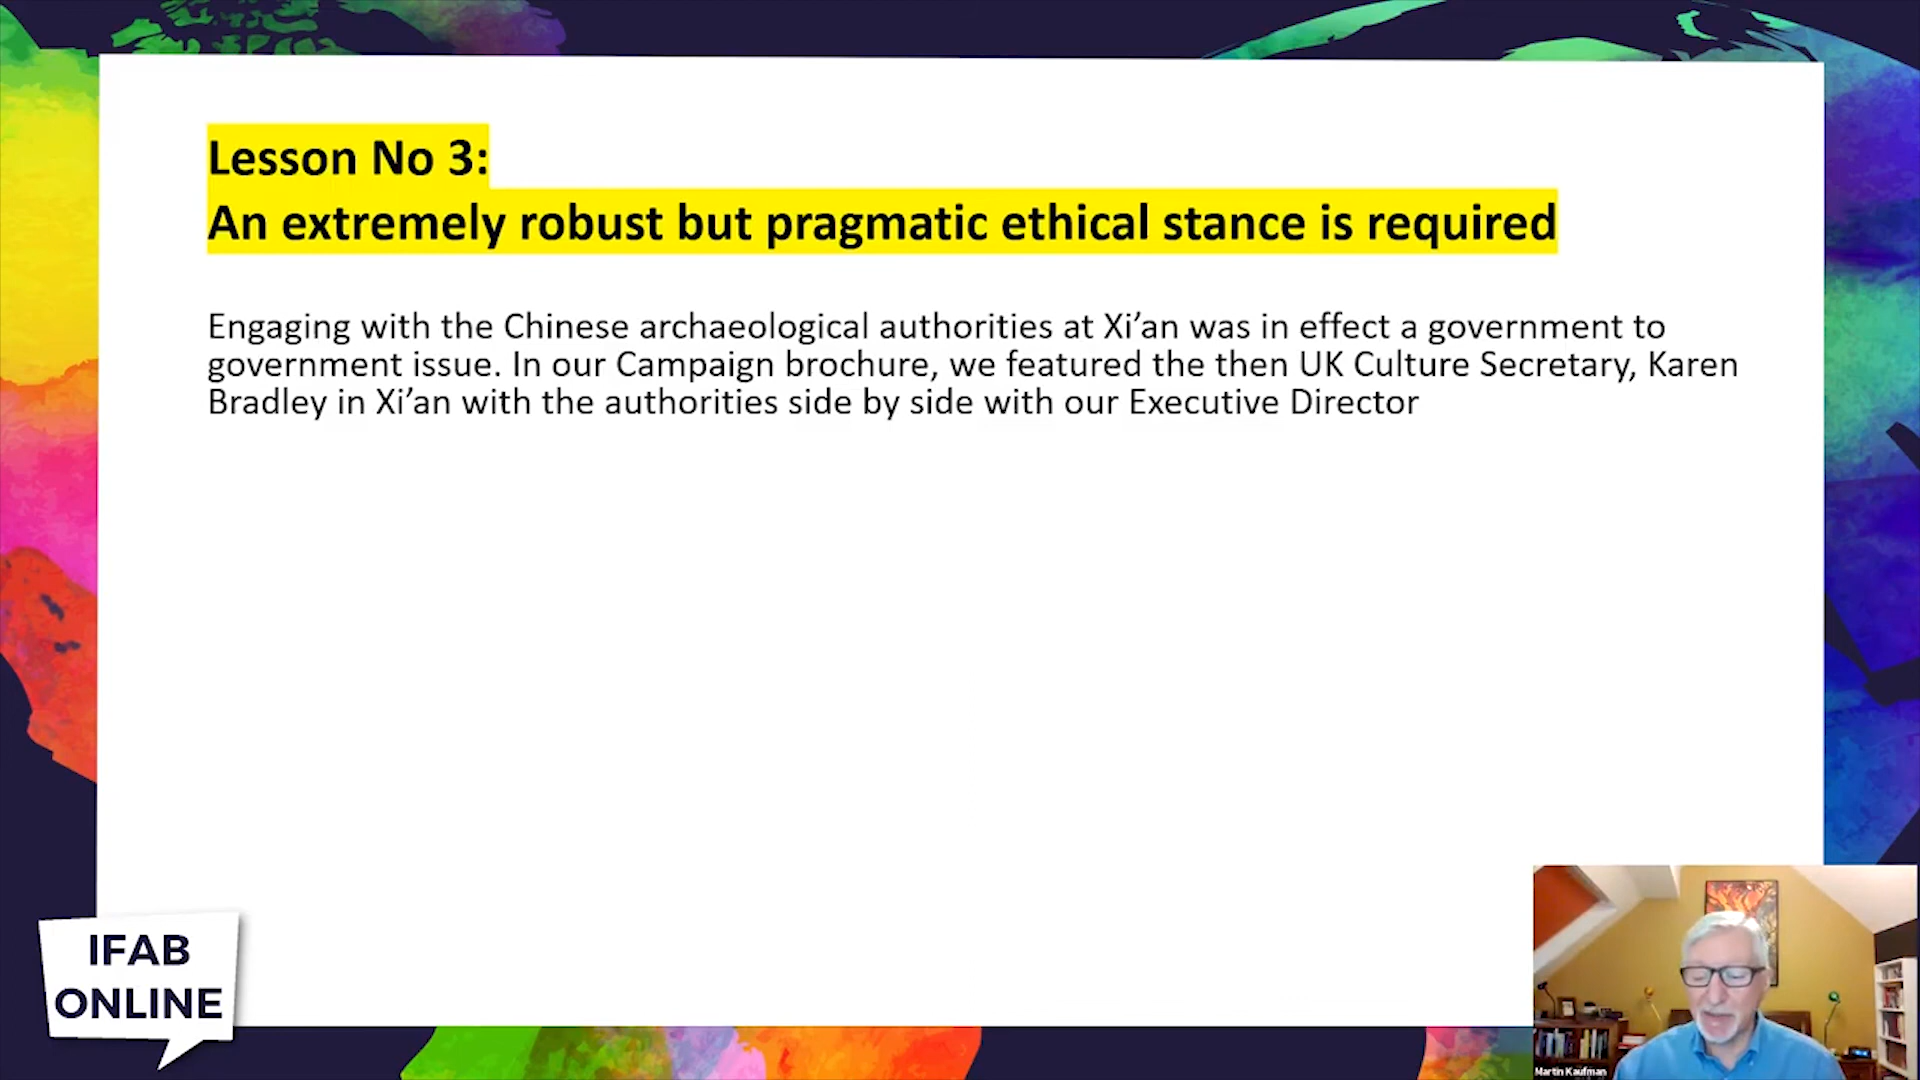 Lesson No 3:
An extremely robust but pragmatic ethical stance is required
Engaging with the Chinese archaeological authorities at Xi’an was in effect a government to
government issue. In our Campaign brochure, we featured the then UK Culture Secretary, Karen
Bradley in Xi’an with the authorities side by side with our Executive Director
IFAB
ONLINE
Martin Kaufman